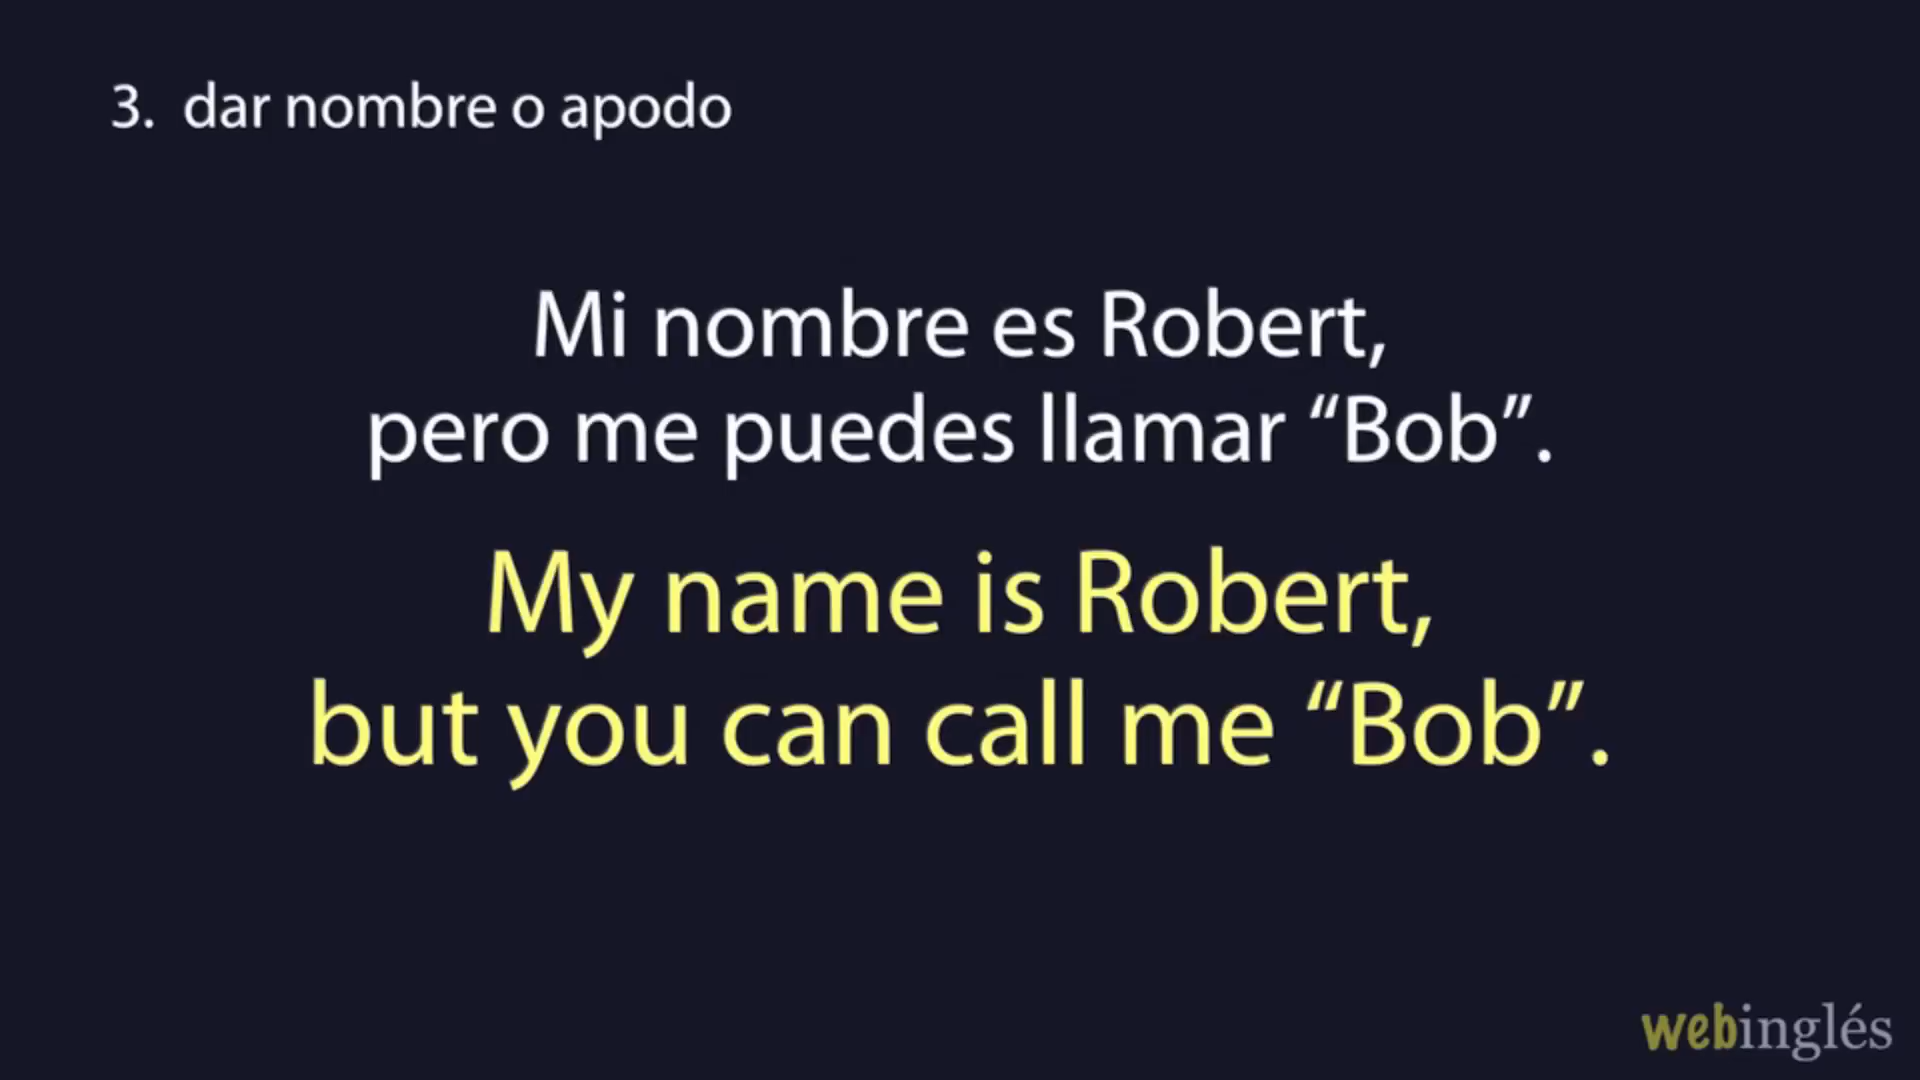 3. dar nombre o apodo
Mi nombre es Robert,
pero me puedes llamar “Bob”.
My name is Robert,
but you can call me “Bob”.
webinglés